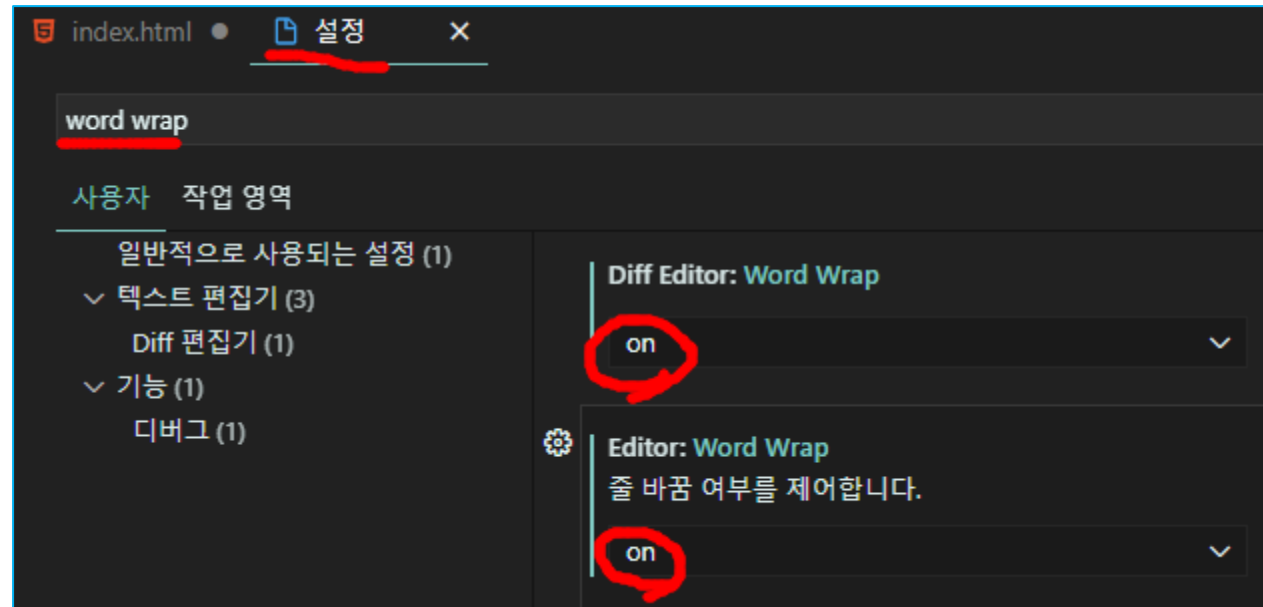 index.html
설정
word wrap
사용자 작업 영역
일반적으로 사용되는 설정 (1)
텍스트 편집기 (3)
Diff 편집기 (1)
기능 (1)
디버그 (1)
Diff Editor: Word Wrap
on
Editor: Word Wrap
줄 바꿈 여부를 제어합니다.
on